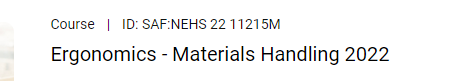 Course | ID: SAF:NEHS 22 11215M
Ergonomics - Materials Handling 2022